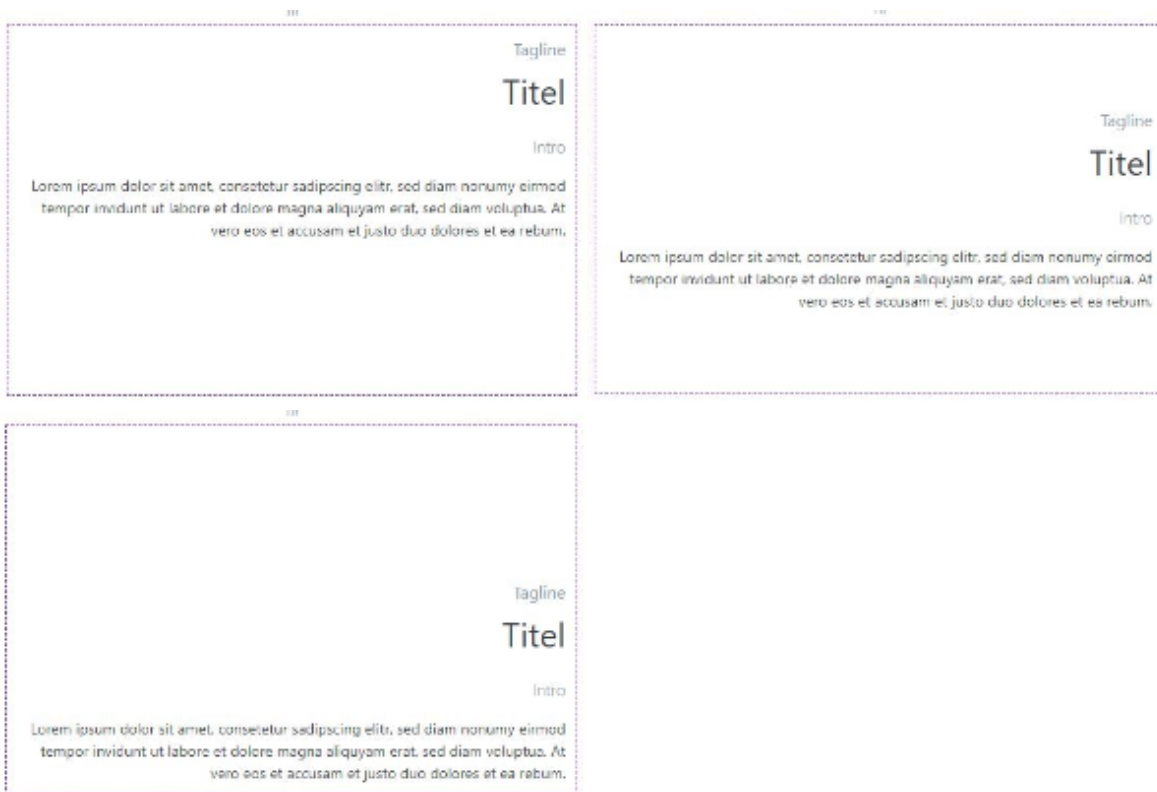 Tagline
Titel
Intro
Lorem ipsum dolor sit amet, consetetur sadipscing elitr, sed diam nonumy eirmod
tempor invidunt ut labore et dolore magna aliquyam erat, sed diam voluptua. At
vero eos et accusam et justo duo dolores et ea rebum.
Tagline
Titel
Intro
Lorem ipsum dolor sit amet, consetetur sadipscing elitr, sed diam nonumy eirmod
tempor invidunt ut labore et dolore magna aliquyam erat, sed diam voluptua. At
vero eos et accusam et justo duo dolores et ea rebum.
Tagline
Titel
Intro
Lorem ipsum dolor sit amet, consetetur sadipscing elitr, sed diam nonumy eirmod
tempor invidunt ut labore et dolore magna aliquyam erat, sed diam voluptua. At
vero eos et accusam et justo duo dolores et ea rebum.